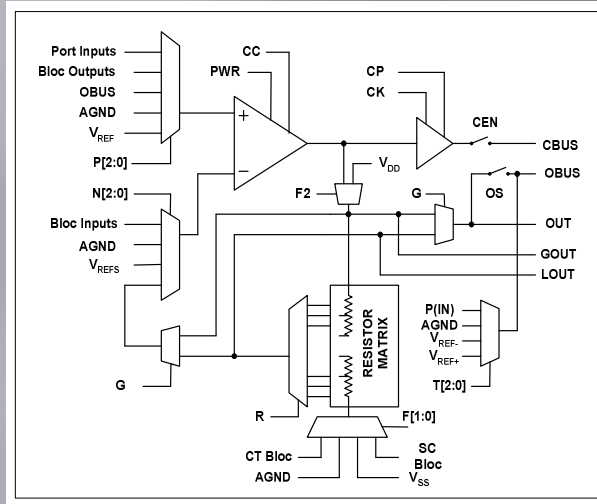 Port Inputs
Bloc Outputs
OBUS
AGND
VREF
P[2:0]
CC
PWR
+
−
CP
CK
CEN
CBUS
OBUS
OS
VDD
F2
G
OUT
GOUT
LOUT
N[2:0]
Bloc Inputs
AGND
VREFS
G
RESISTOR
MATRIX
R
F[1:0]
CT Bloc
AGND
SC
Bloc
VSS
P(IN)
AGND
VREF-
VREF+
T[2:0]